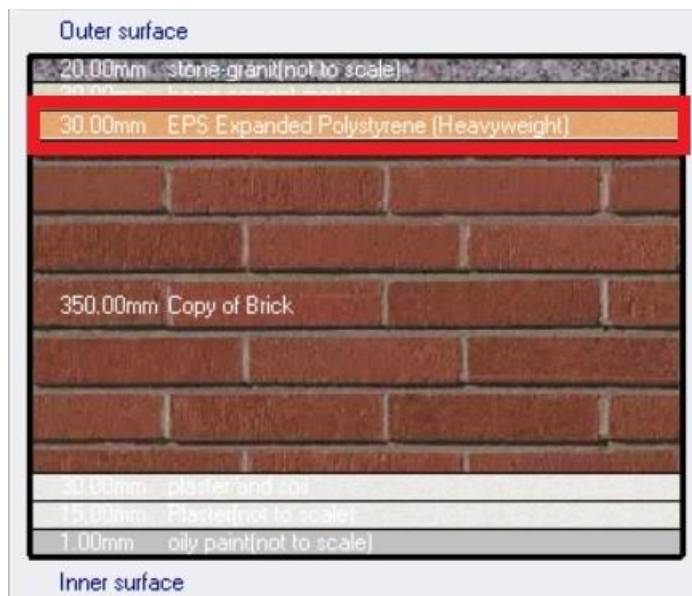 Outer surface
20.00mm stone-granit(not to scale)
EPS Expanded Polystyrene (Heavyweight)
30.00mm
350.00mm Copy of Brick
30.00mm plaster and soil
15.00mm Plaster(not to scale)
1.00mm oily paint(not to scale)
Inner surface